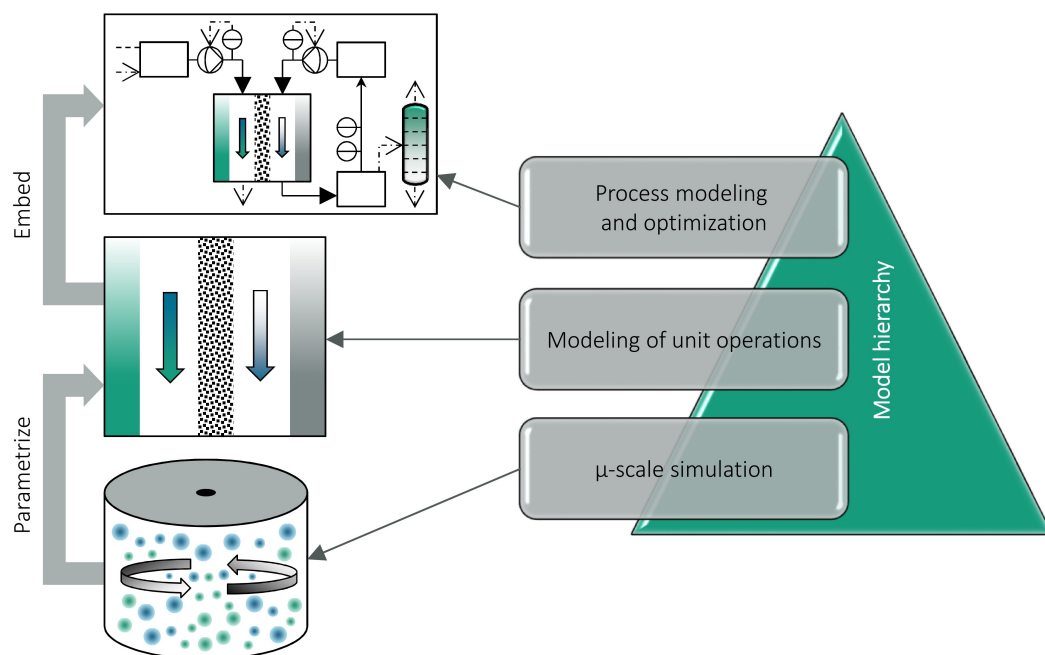 Embed
Parametrize
Process modeling
and optimization
Modeling of unit operations
μ-scale simulation
Model hierarchy